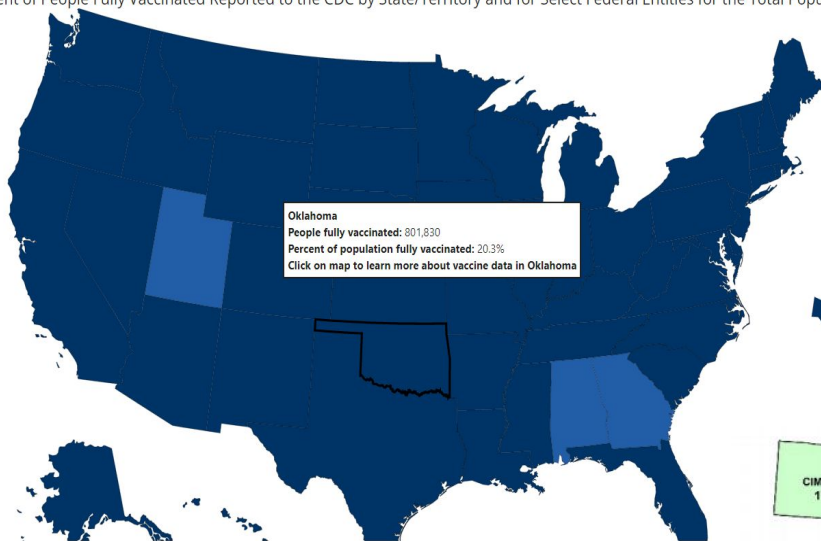 ent of People Fully Vaccinated Reported to the CDC by State/Territory and for Select Federal Entities for the Total Popu
Oklahoma
People fully vaccinated: 801,830
Percent of population fully vaccinated: 20.3%
Click on map to learn more about vaccine data in Oklahoma
CIM
1